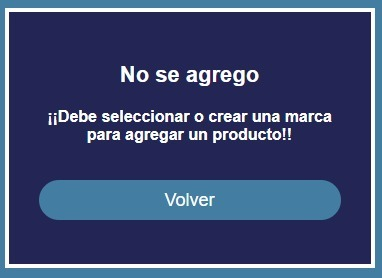 No se agrego
¡¡Debe seleccionar o crear una marca
para agregar un producto!!
Volver